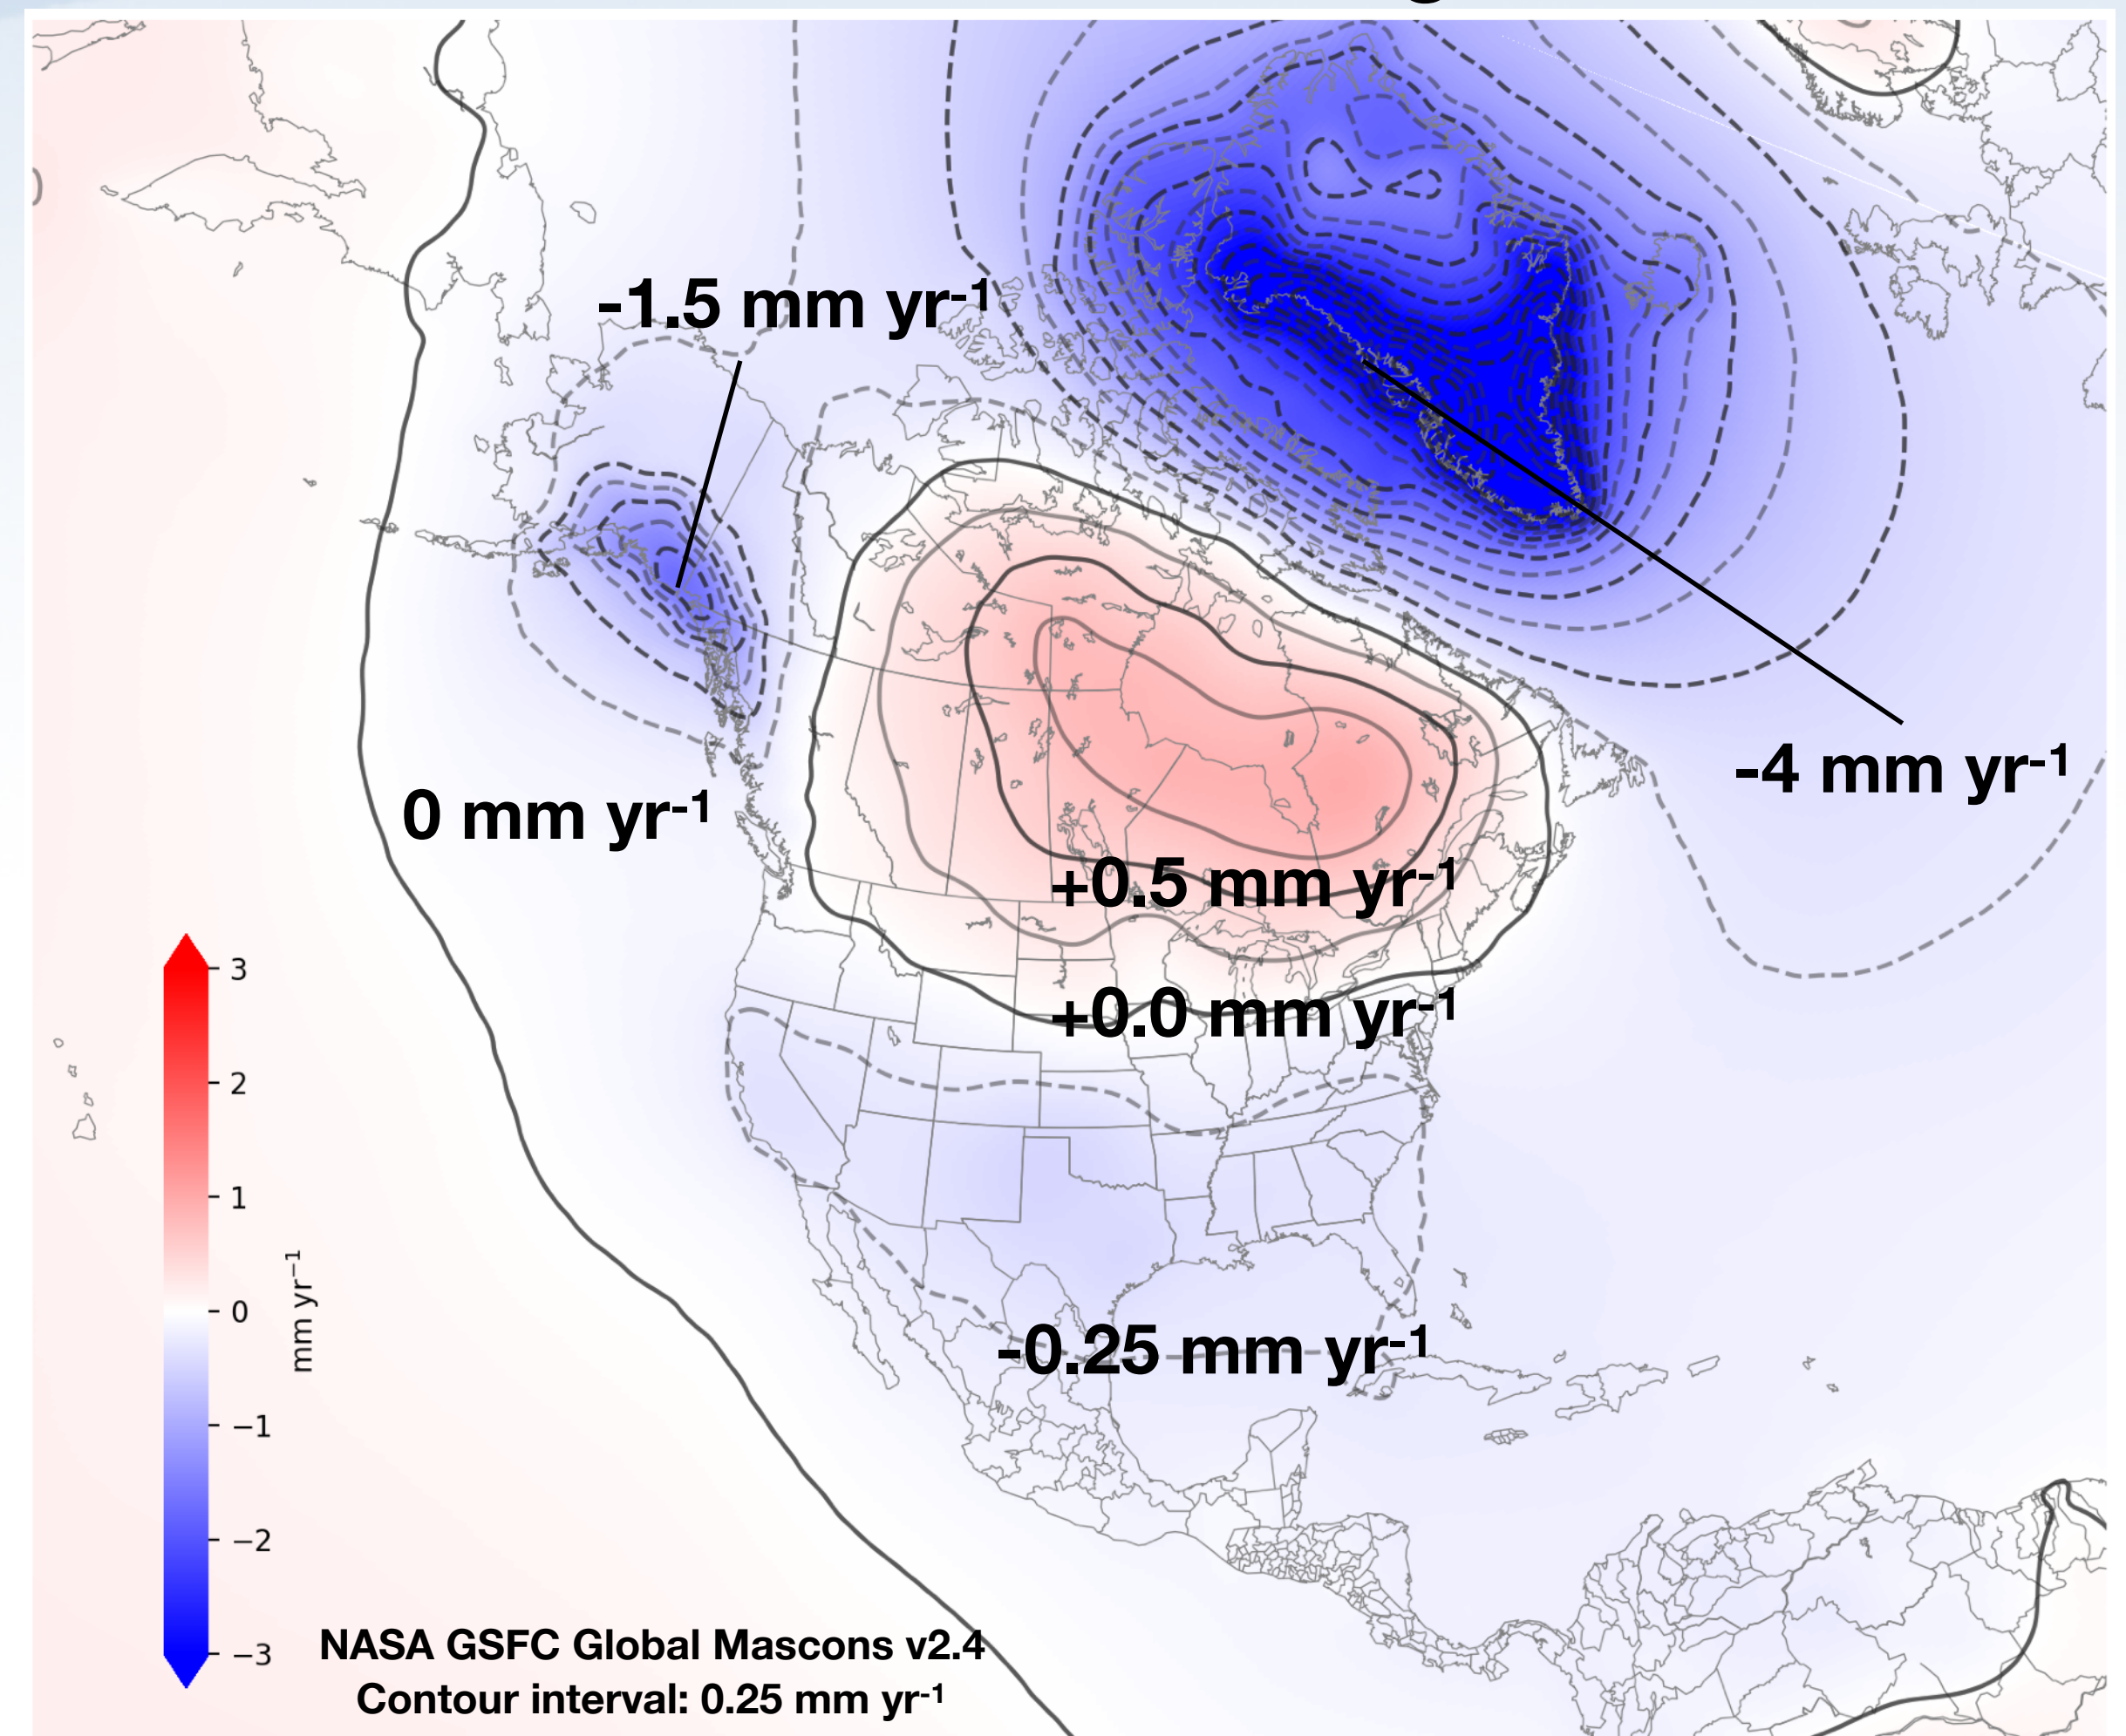 -1.5 mm yr-1
-4 mm yr-1
0 mm yr-1
+0.5 mm yr-1
+0.0 mm yr-1
-0.25 mm yr-1
3
2
1
0
−1
−2
−3
mm yr−1
NASA GSFC Global Mascons v2.4
Contour interval: 0.25 mm yr-1